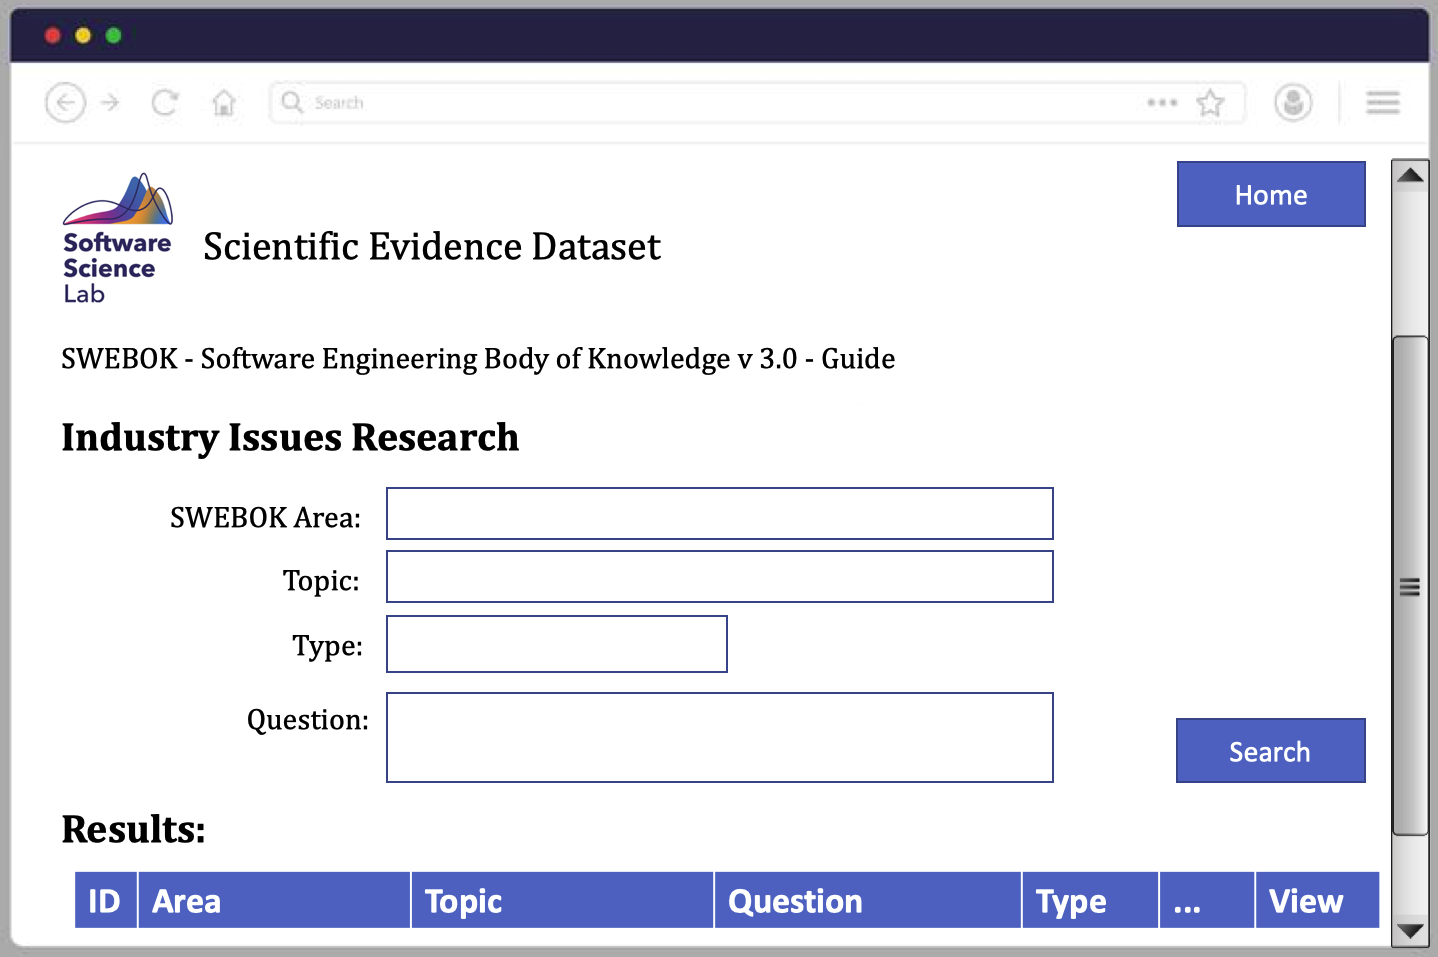 Search
Home
Software
Science
Lab
Scientific Evidence Dataset
SWEBOK - Software Engineering Body of Knowledge v 3.0 - Guide
Industry Issues Research
SWEBOK Area:
Topic:
Type:
Question:
Search
Results:
ID Area Topic Question Type ... View